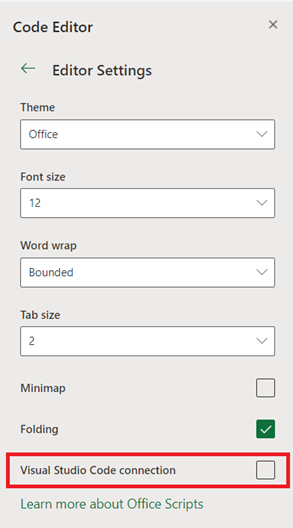 Code Editor
Editor Settings
Theme
Office
Font size
12
Word wrap
Bounded
Tab size
2
Minimap
Folding
Visual Studio Code connection
Learn more about Office Scripts